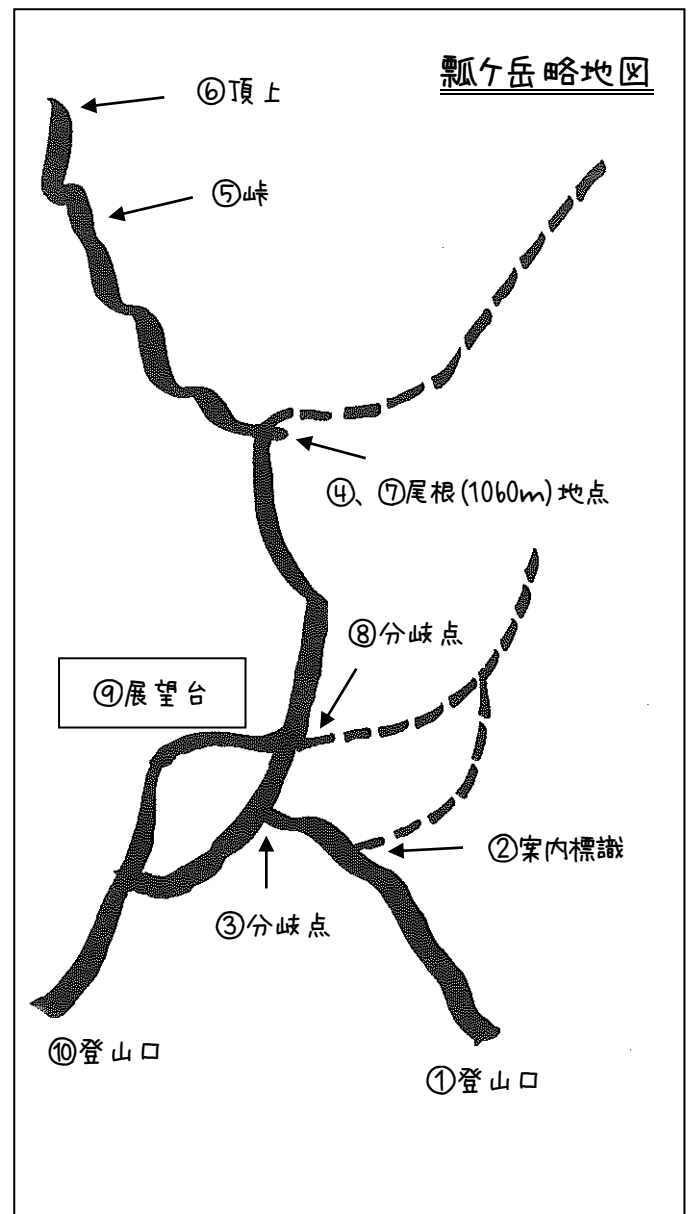 瓢ケ岳略地図
⑥頂上
⑤峠
④、⑦尾根(1060m)地点
⑧分岐点
⑨展望台
②案内標識
③分岐点
⑩登山口
①登山口